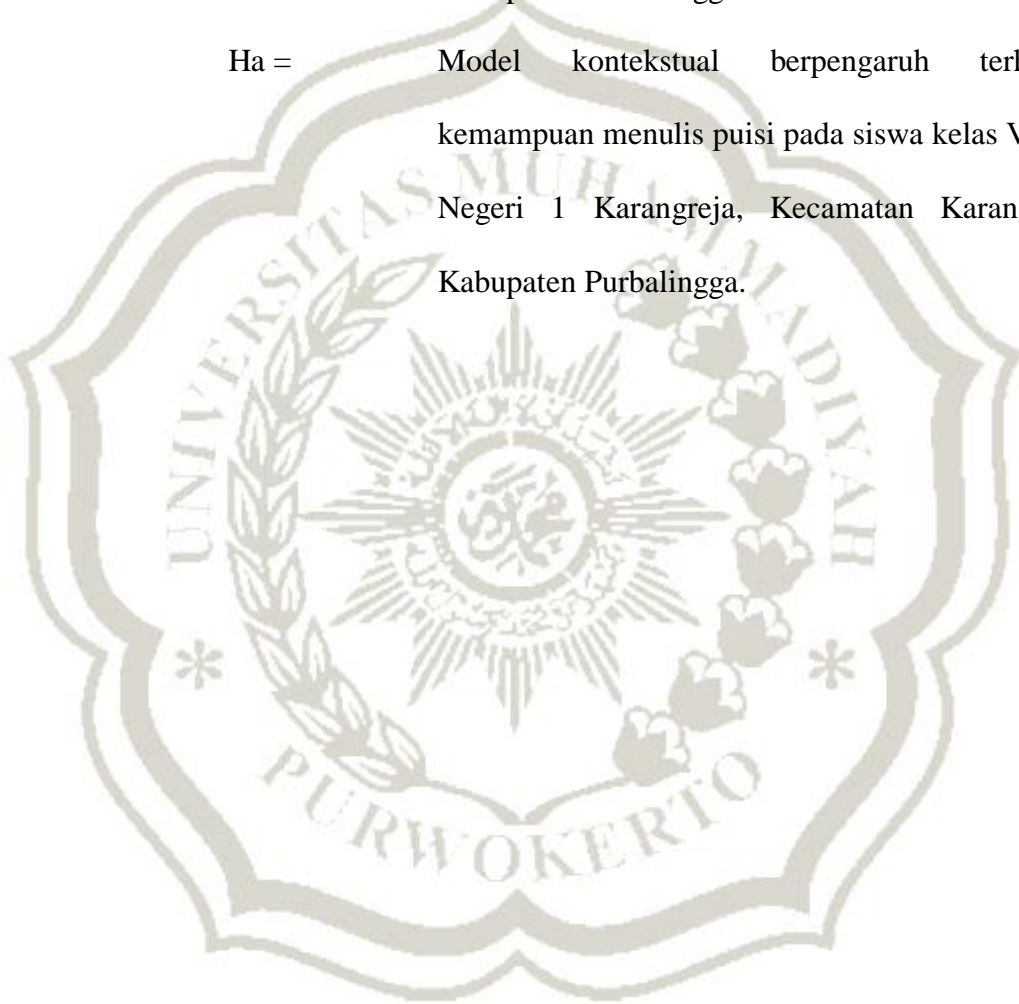 Ha = Model kontekstual berpengaruh
kemampuan menulis puisi pada siswa kelas
Negeri 1 Karangreja, Kecamatan
Kabupaten Purbalingga.
UNIVERSITAS MUHAMMADIYAH
PURWOKERTO